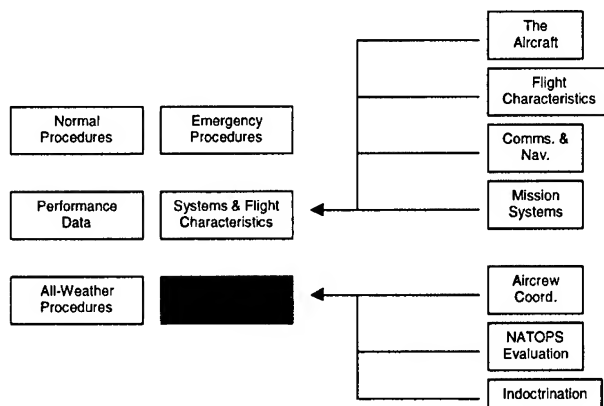 Normal
Procedures
Emergency
Procedures
Performance
Data
Systems & Flight
Characteristics
All-Weather
Procedures
The
Aircraft
Flight
Characteristics
Comms. &
Nav.
Mission
Systems
Aircrew
Coord.
NATOPS
Evaluation
Indoctrination